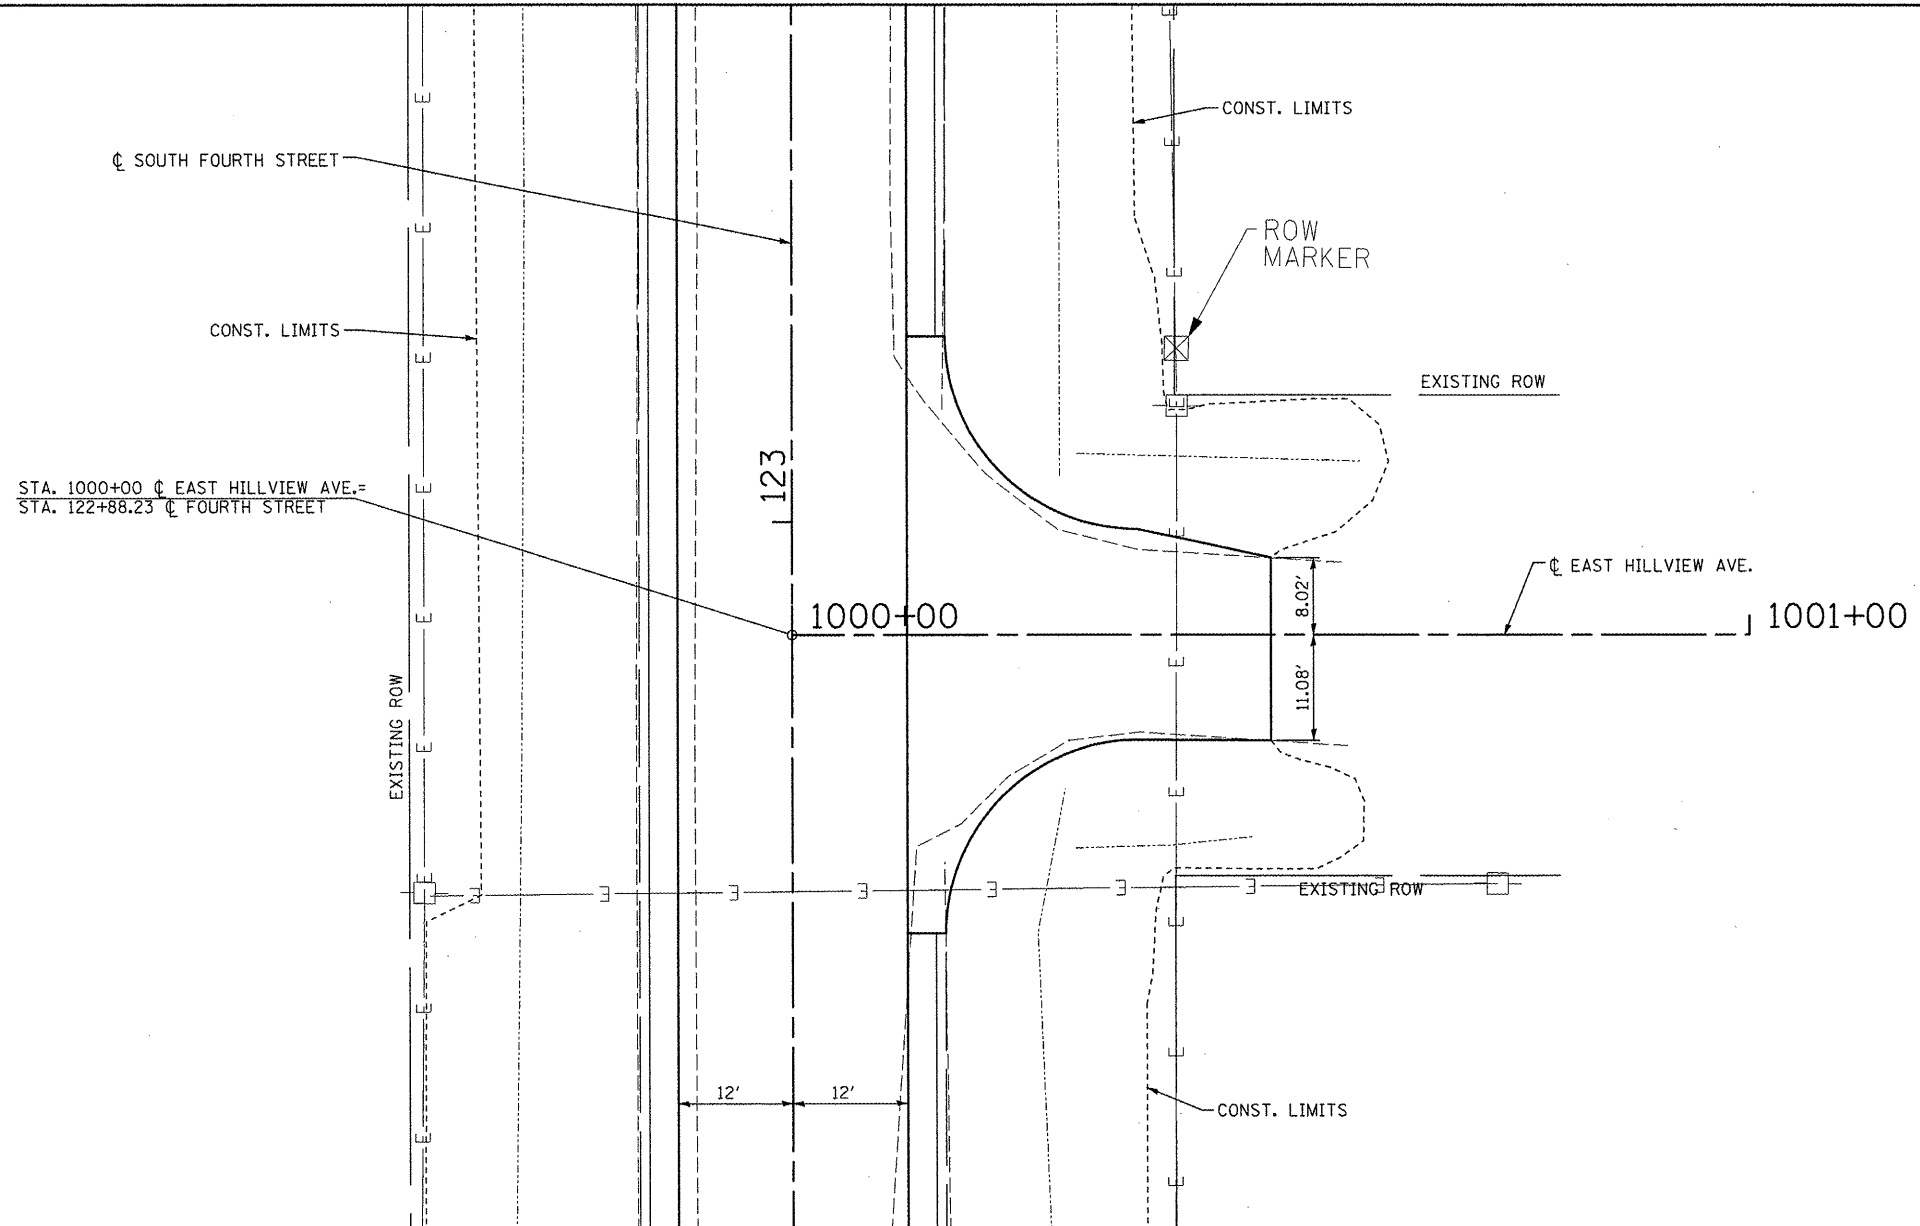 CONST. LIMITS
℄ SOUTH FOURTH STREET
ROW
MARKER
CONST. LIMITS
EXISTING ROW
123
STA. 1000+00 ℄ EAST HILLVIEW AVE.=
STA. 122+88.23 ℄ FOURTH STREET
℄ EAST HILLVIEW AVE.
8.02'
1000+00
1001+00
11.08'
EXISTING ROW
EXISTING ROW
12'
12'
CONST. LIMITS